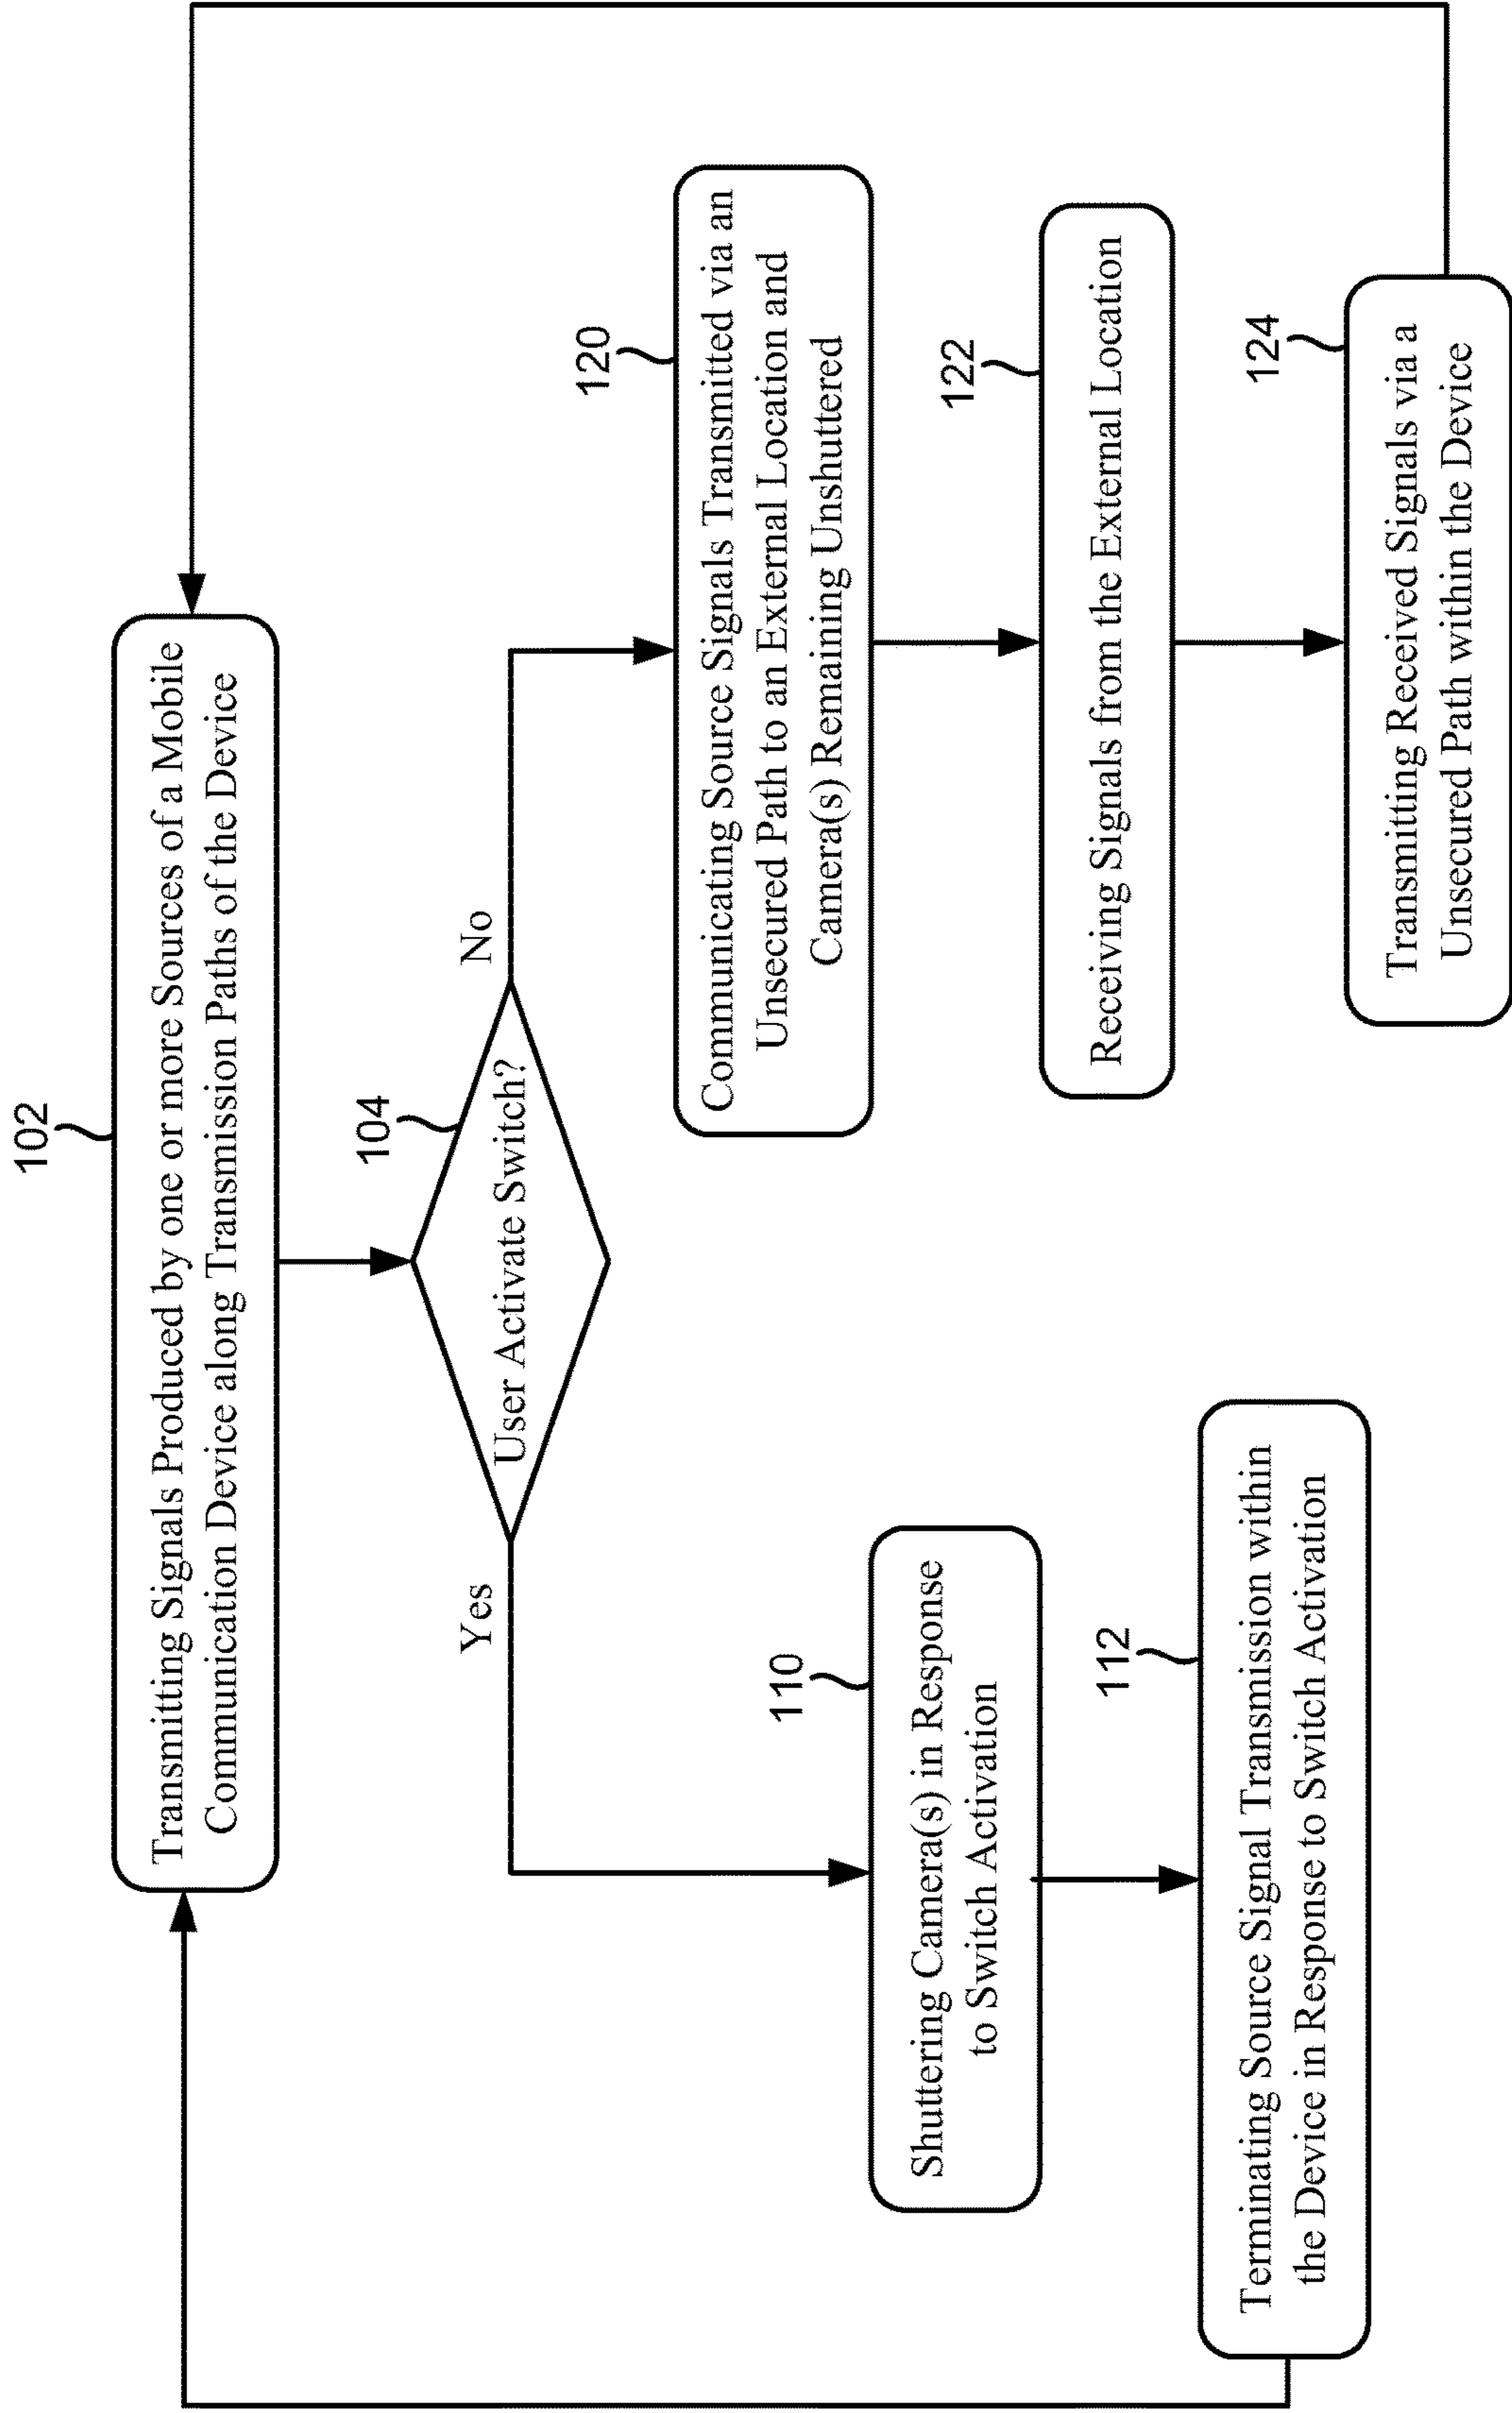 102
Transmitting Signals Produced by one or more Sources of a Mobile
Communication Device along Transmission Paths of the Device
104
User Activate Switch?
Yes
No
110
Shuttering Camera(s) in Response
to Switch Activation
112
Terminating Source Signal Transmission within
the Device in Response to Switch Activation
120
Communicating Source Signals Transmitted via an
Unsecured Path to an External Location and
Camera(s) Remaining Unshuttered
122
Receiving Signals from the External Location
124
Transmitting Received Signals via a
Unsecured Path within the Device